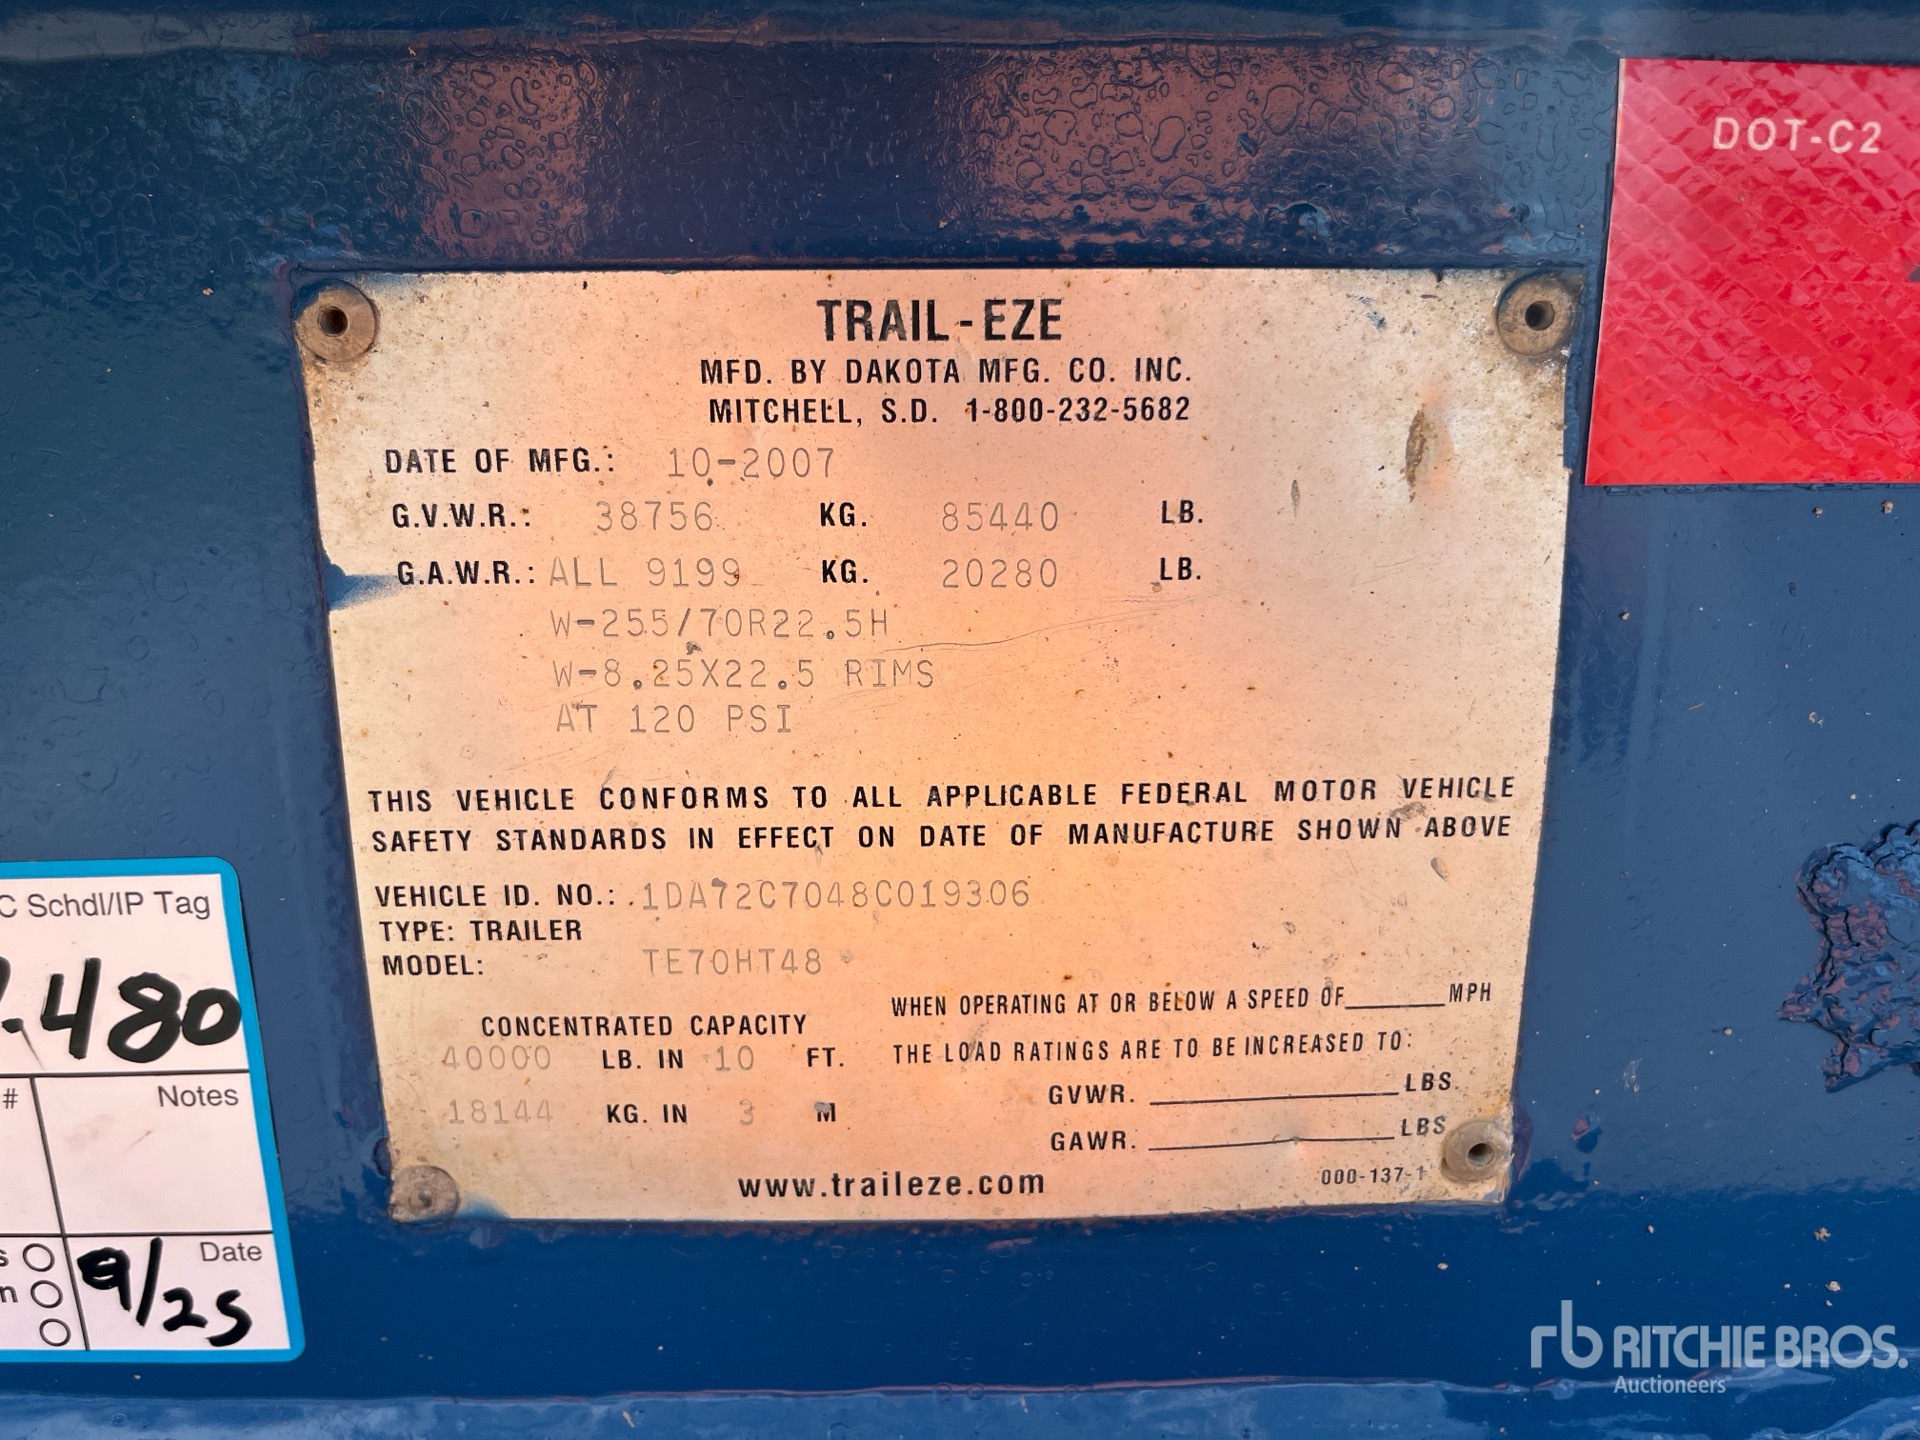 DOT-C2
TRAIL-EZE
MFD. BY DAKOTA MFG. CO. INC.
MITCHELL, S.D. 1-800-232-5682
DATE OF MFG.: 10-2007
G.V.W.R.: 38756 KG. 85440 LB.
G.A.W.R.: ALL 9199 KG. 20280 LB.
W-255/70R22.5H
W-8.25X22.5 RIMS
AT 120 PSI
THIS VEHICLE CONFORMS TO ALL APPLICABLE FEDERAL MOTOR VEHICLE
SAFETY STANDARDS IN EFFECT ON DATE OF MANUFACTURE SHOWN ABOVE
VEHICLE ID. NO.: 1DA72C7048C019306
TYPE: TRAILER
MODEL: TE70HT48
CONCENTRATED CAPACITY
40000 LB. IN 10 FT.
18144 KG. IN 3 M
WHEN OPERATING AT OR BELOW A SPEED OF ______ MPH
THE LOAD RATINGS ARE TO BE INCREASED TO:
GVWR. ______ LBS.
GAWR. ______ LBS
www.traileze.com
000-137-1
C Schdl/IP Tag
.480
# Notes
Date
9/25
rb RITCHIE BROS.
Auctioneers